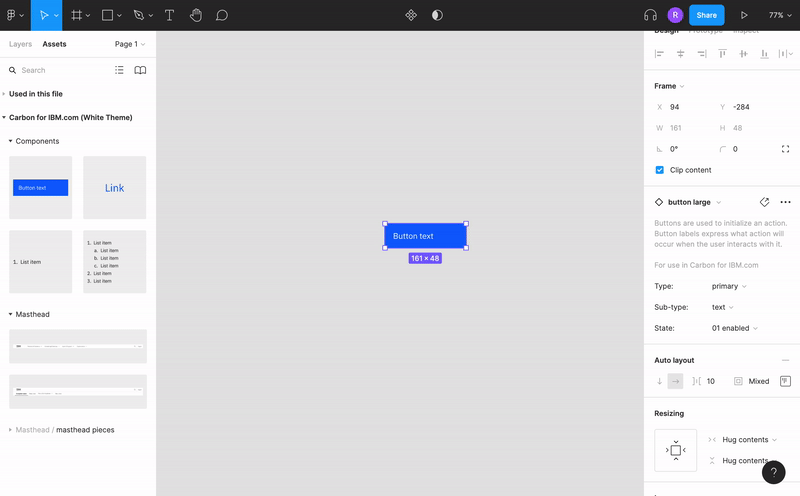 R
Share
77%
Layers
Assets
Page 1
Design
Prototype
Inspect
Search
Used in this file
Carbon for IBM.com (White Theme)
Components
Button text
Link
1. List item
1. List item
a. List item
b. List item
c. List item
2. List item
3. List item
Masthead
Masthead / masthead pieces
Button text
161 × 48
Frame
X 94 Y -284
W 161 H 48
0° 0
Clip content
button large
Buttons are used to initialize an action.
Button labels express what action will
occur when the user interacts with it.
For use in Carbon for IBM.com
Type: primary
Sub-type: text
State: 01 enabled
Auto layout
10 Mixed
Resizing
Hug contents
Hug contents
?